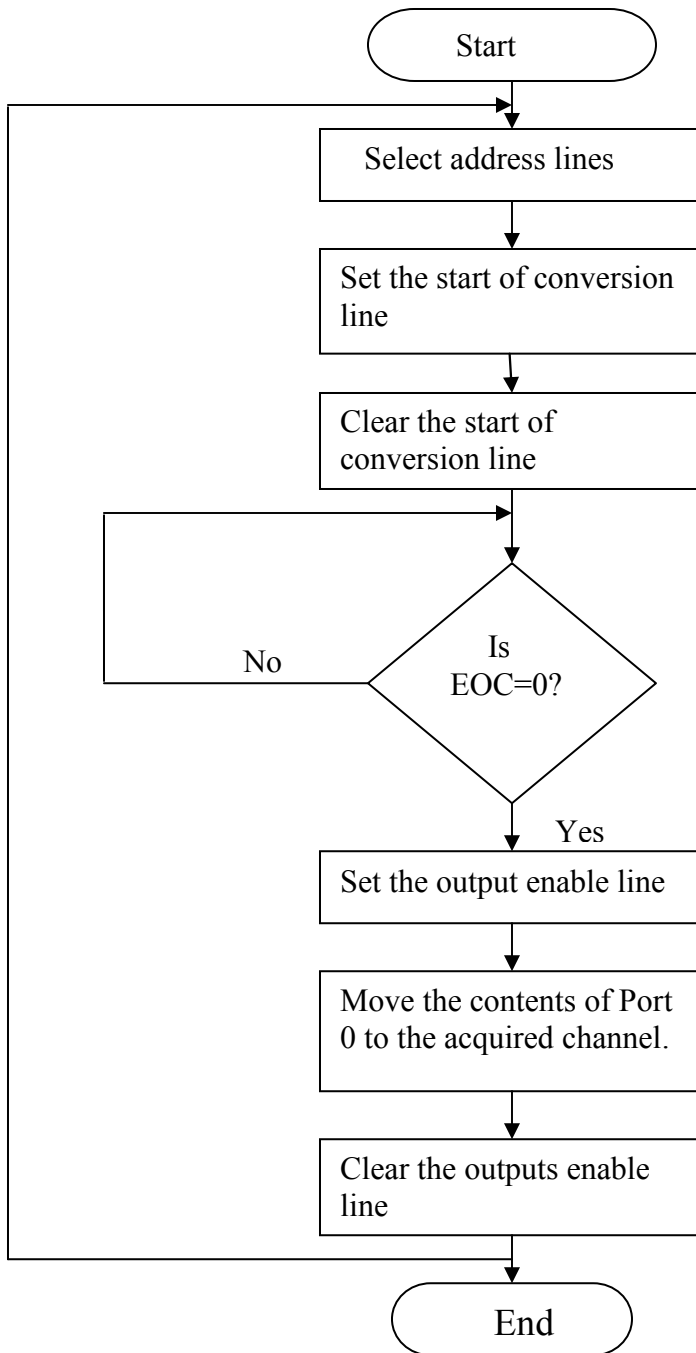 Start
Select address lines
Set the start of conversion
line
Clear the start of
conversion line
Is
EOC=0?
No
Yes
Set the output enable line
Move the contents of Port
0 to the acquired channel.
Clear the outputs enable
line
End